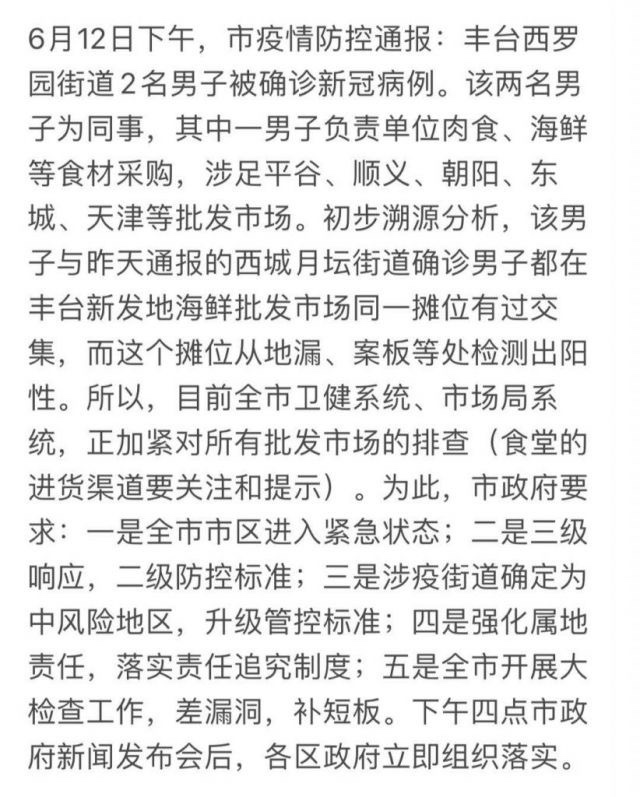 6月12日下午，市疫情防控通报：丰台西罗
园街道2名男子被确诊新冠病例。该两名男
子为同事，其中一男子负责单位肉食、海鲜
等食材采购，涉足平谷、顺义、朝阳、东
城、天津等批发市场。初步溯源分析，该男
子与昨天通报的西城月坛街道确诊男子都在
丰台新发地海鲜批发市场同一摊位有过交
集，而这个摊位从地漏、案板等处检测出阳
性。所以，目前全市卫健系统、市场局系
统，正加紧对所有批发市场的排查（食堂的
进货渠道要关注和提示）。为此，市政府要
求：一是全市市区进入紧急状态；二是三级
响应，二级防控标准；三是涉疫街道确定为
中风险地区，升级管控标准；四是强化属地
责任，落实责任追究制度；五是全市开展大
检查工作，差漏洞，补短板。下午四点市政
府新闻发布会后，各区政府立即组织落实。